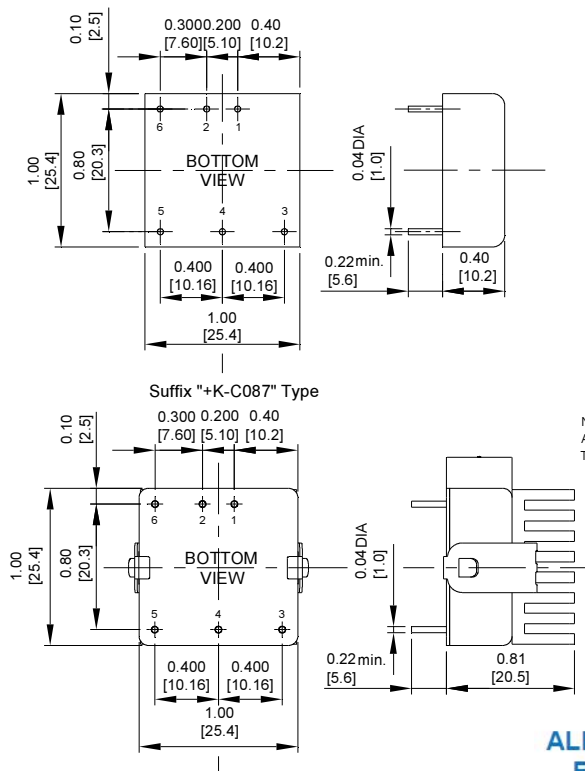 0.10
[2.5]
0.300 0.200 0.40
[7.60] [5.10] [10.2]
6 2 1
1.00
[25.4]
0.80
[20.3]
BOTTOM
VIEW
0.04 DIA
[1.0]
5 4 3
0.22 min.
[5.6]
0.40
[10.2]
0.400 0.400
[10.16] [10.16]
1.00
[25.4]
Suffix "+K-C087" Type
0.10
[2.5]
0.300 0.200 0.40
[7.60] [5.10] [10.2]
6 2 1
1.00
[25.4]
0.80
[20.3]
BOTTOM
VIEW
0.04 DIA
[1.0]
5 4 3
0.22 min.
[5.6]
0.81
[20.5]
0.400 0.400
[10.16] [10.16]
1.00
[25.4]